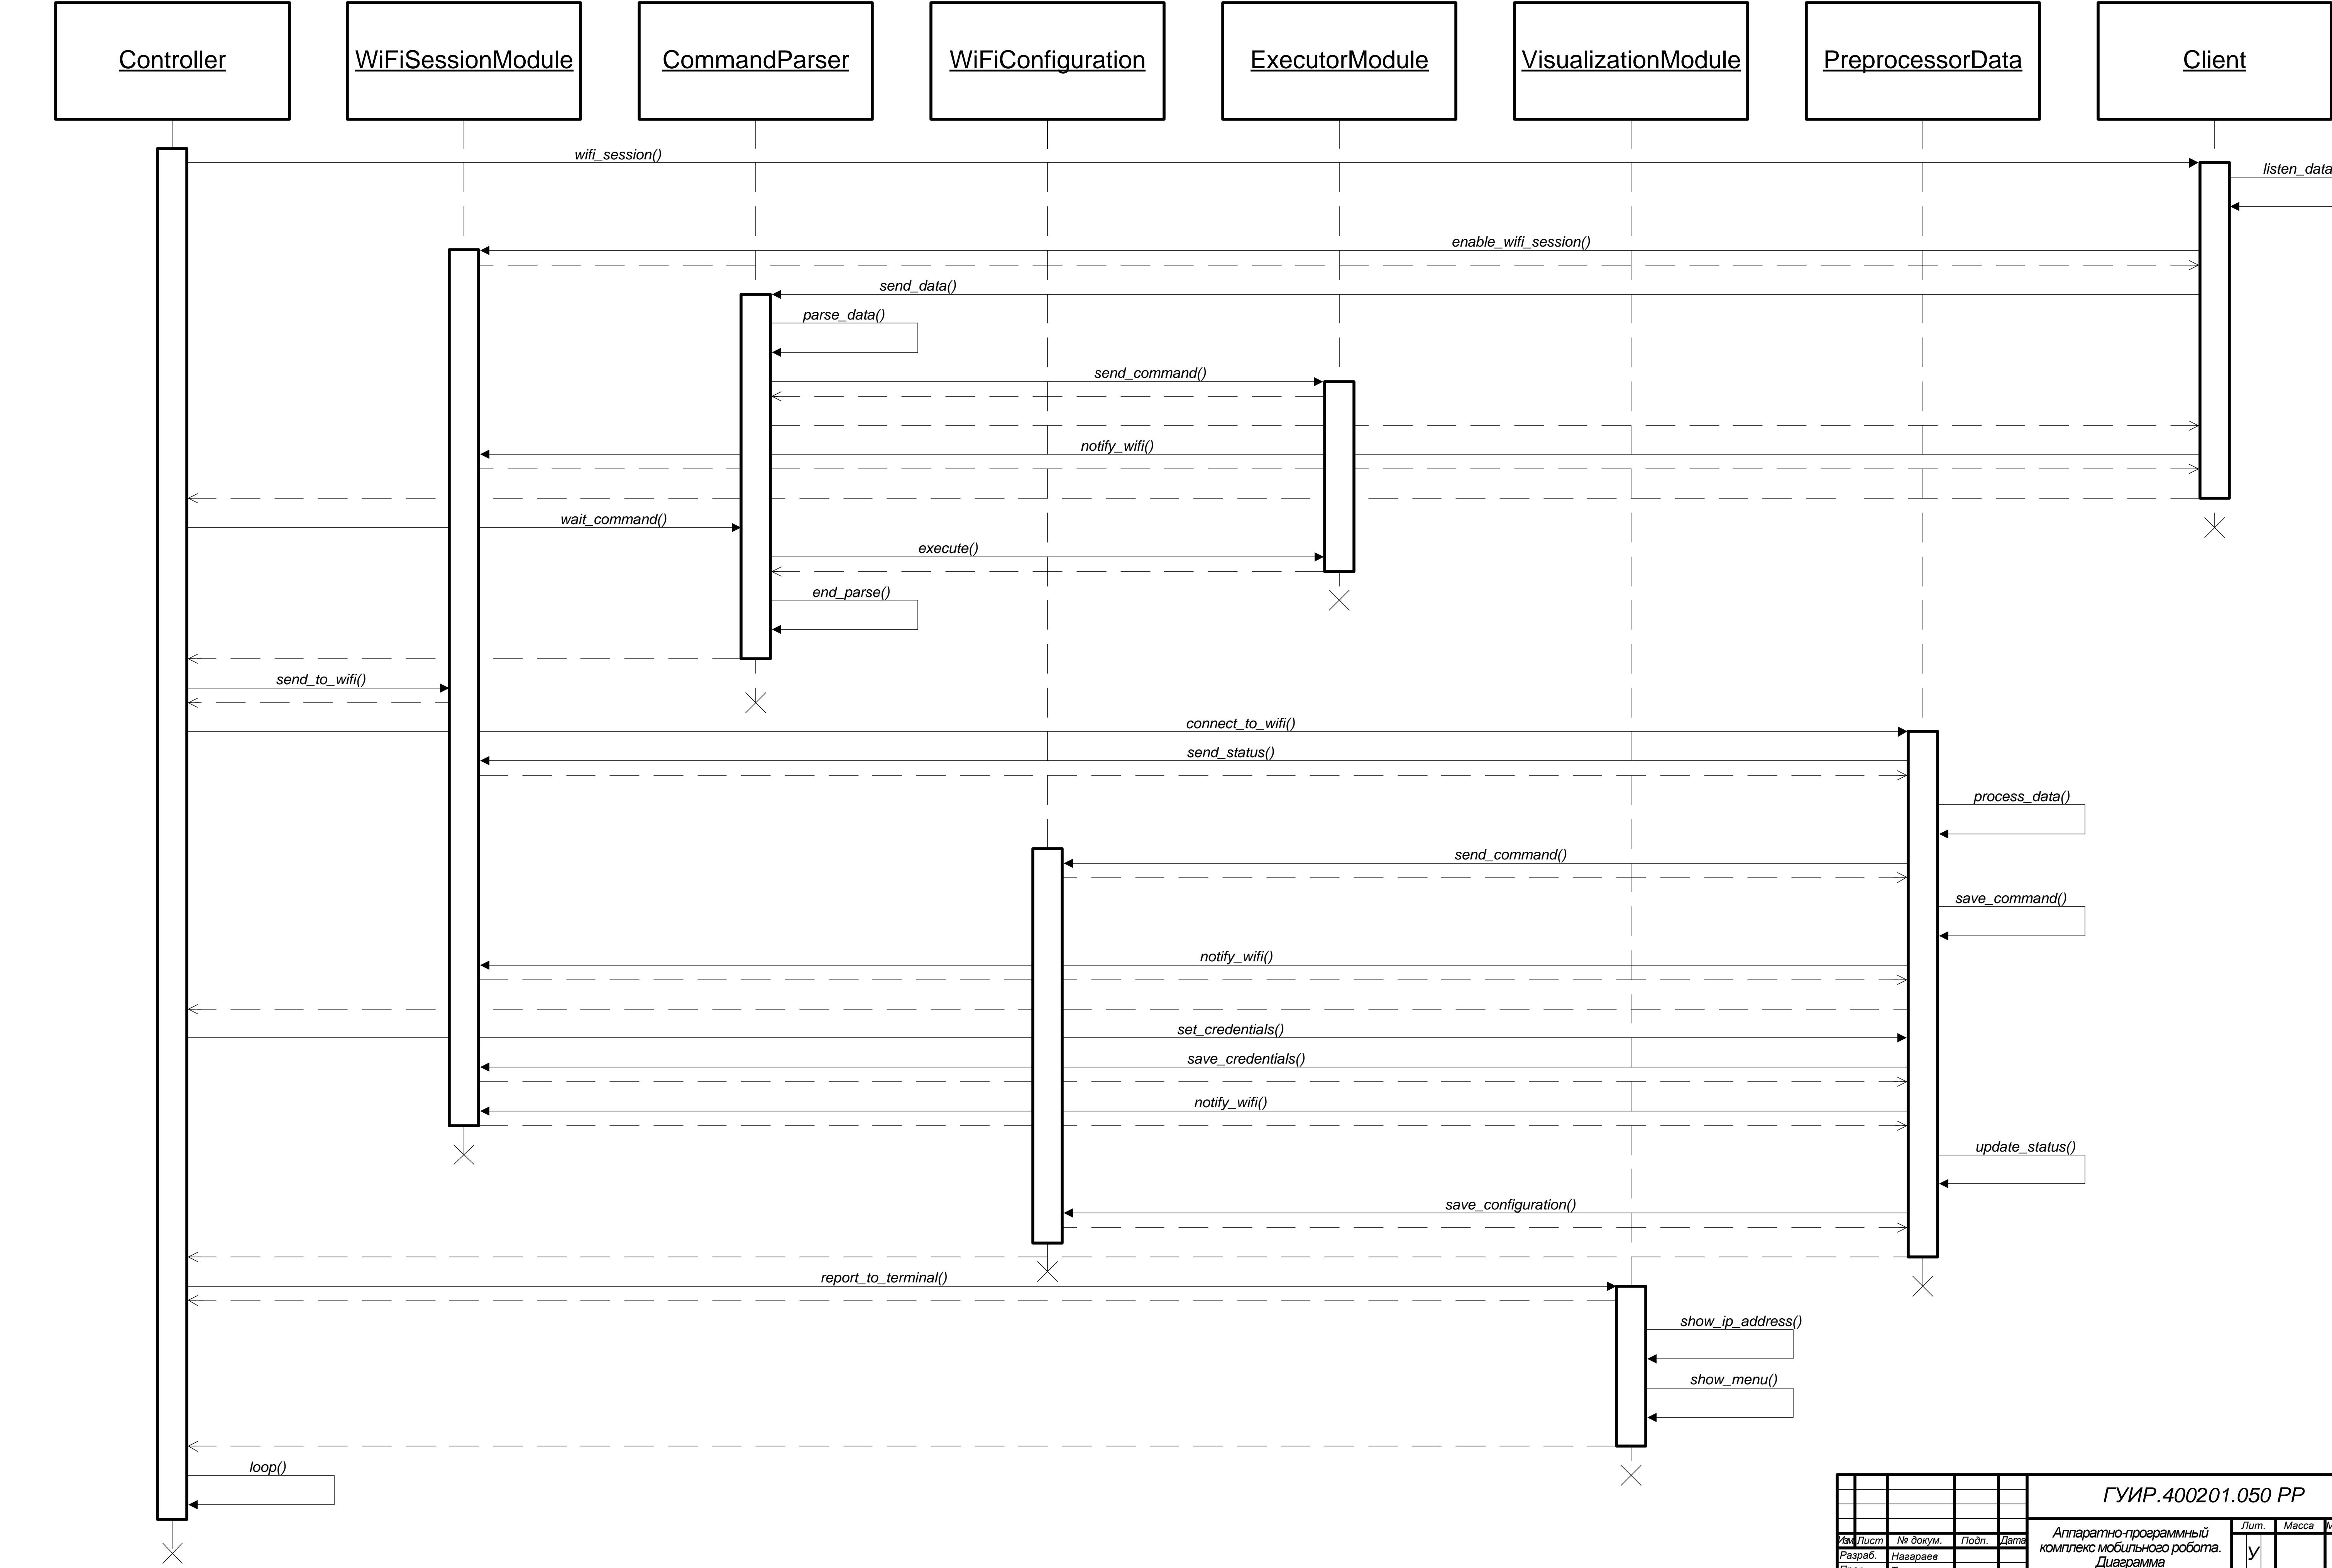 Controller
WiFiSessionModule
CommandParser
WiFiConfiguration
ExecutorModule
VisualizationModule
PreprocessorData
Client
wifi_session()
listen_data
enable_wifi_session()
send_data()
parse_data()
send_command()
notify_wifi()
wait_command()
execute()
end_parse()
send_to_wifi()
connect_to_wifi()
send_status()
process_data()
send_command()
save_command()
notify_wifi()
set_credentials()
save_credentials()
notify_wifi()
update_status()
save_configuration()
report_to_terminal()
show_ip_address()
show_menu()
loop()
ГУИР.400201.050 РР
Изм Лист № докум. Подп. Дата
Разраб. Нагараев
Аппаратно-программный
комплекс мобильного робота.
Диаграмма
Лит. Масса
У